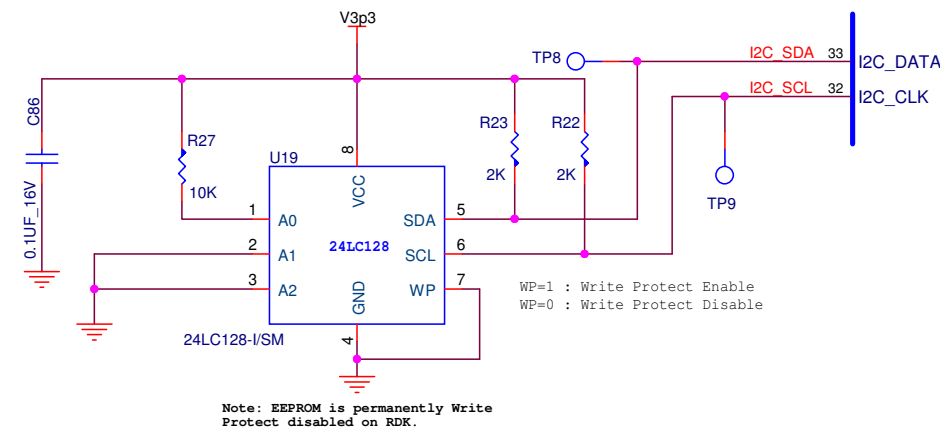 V3p3
TP8
I2C_SDA
33
I2C_DATA
I2C_SCL
32
I2C_CLK
C86
0.1UF_16V
R27
10K
R23
2K
R22
2K
TP9
U19
8
VCC
1
A0
SDA
5
2
A1
24LC128
SCL
6
3
A2
WP
7
GND
4
24LC128-I/SM
WP=1 : Write Protect Enable
WP=0 : Write Protect Disable
Note: EEPROM is permanently Write
Protect disabled on RDK.